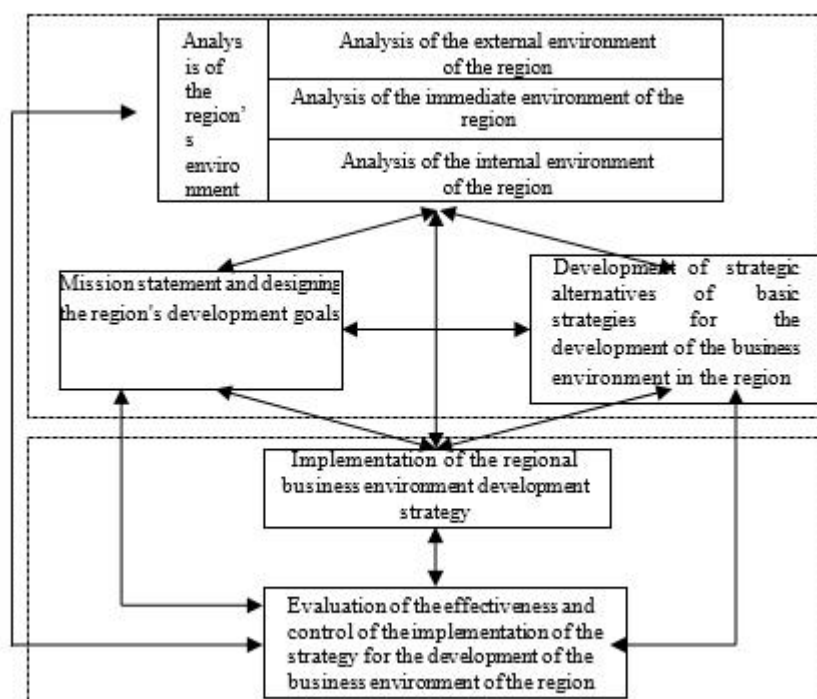 Analys
is of
the
region'
s
enviro
nment
Analysis of the external environment
of the region
Analysis of the immediate environment of the
region
Analysis of the internal environment
of the region
Mission statement and designing
the region's development goals
Development of strategic
alternatives of basic
strategies for the
development of the business
environment in the region
Implementation of the regional
business environment development
strategy
Evaluation of the effectiveness and
control of the implementation of the
strategy for the development of the
business environment of the region